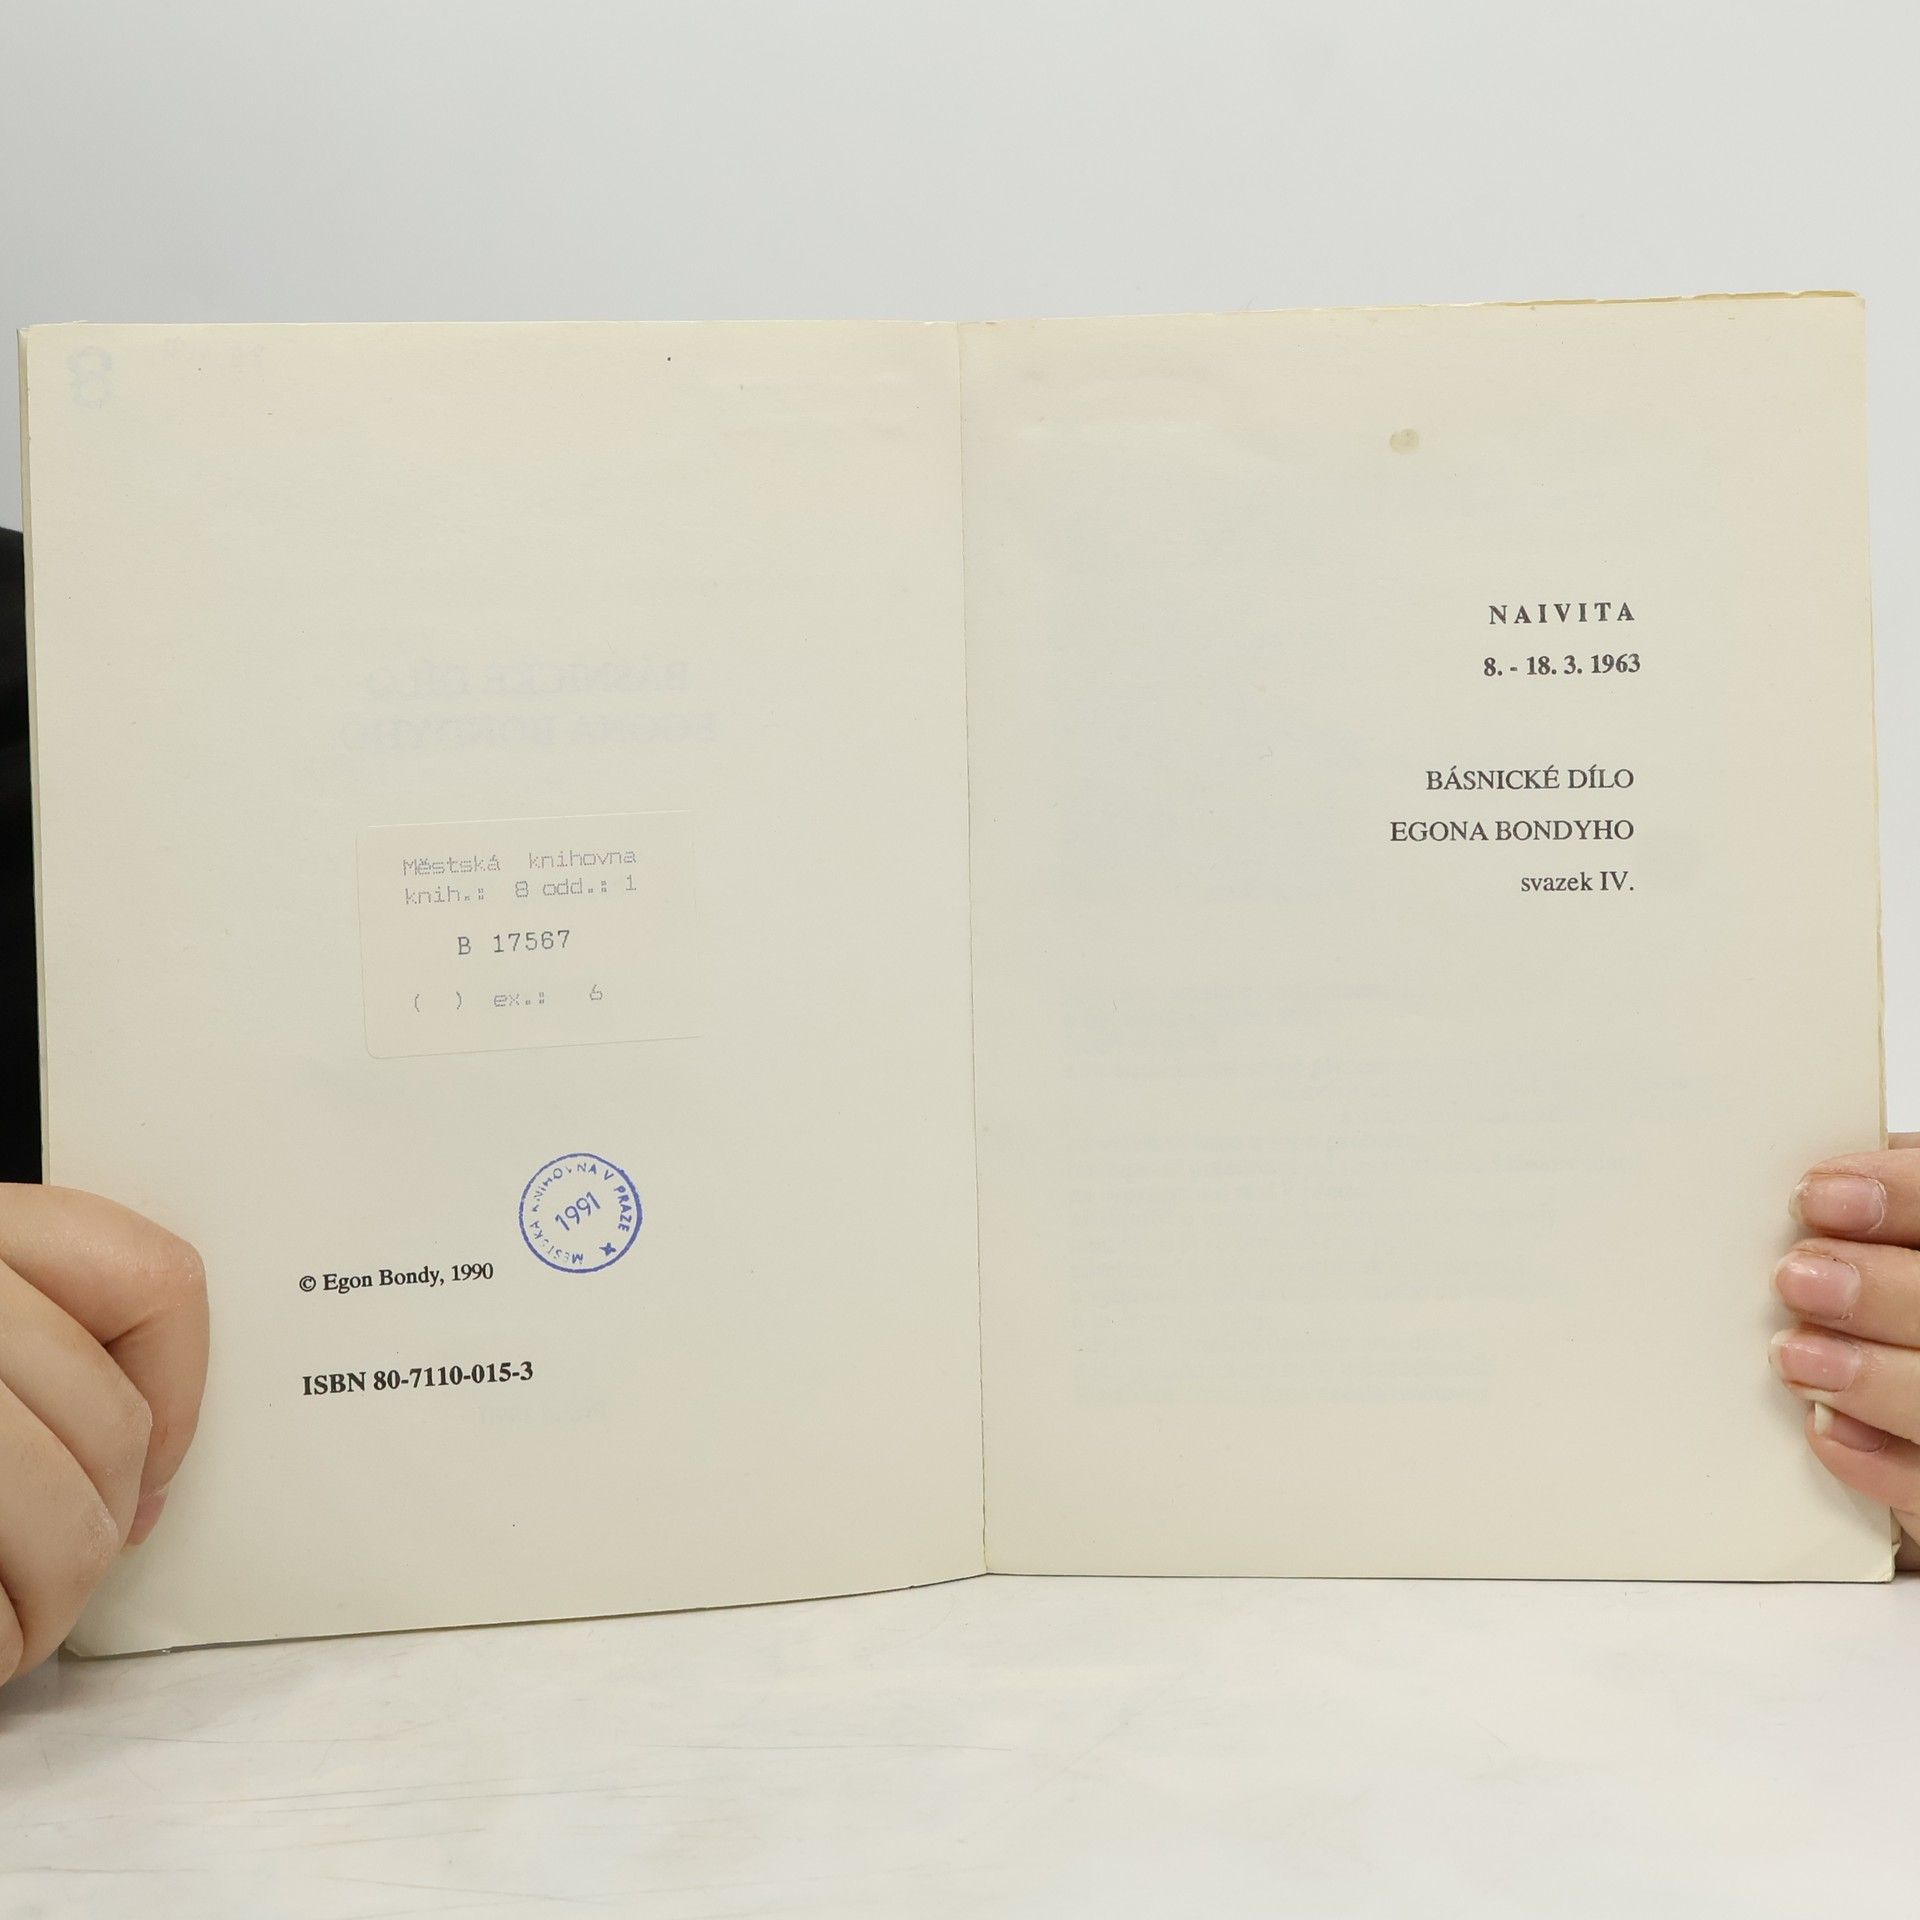 Městská knihovna
knih.: 8 odd.: 1
B 17567
( ) ex.: 6
MĚSTSKÁ KNIHOVNA V PRAZE
1991
© Egon Bondy, 1990
ISBN 80-7110-015-3
NAIVITA
8. - 18. 3. 1963
BÁSNICKÉ DÍLO
EGONA BONDYHO
svazek IV.